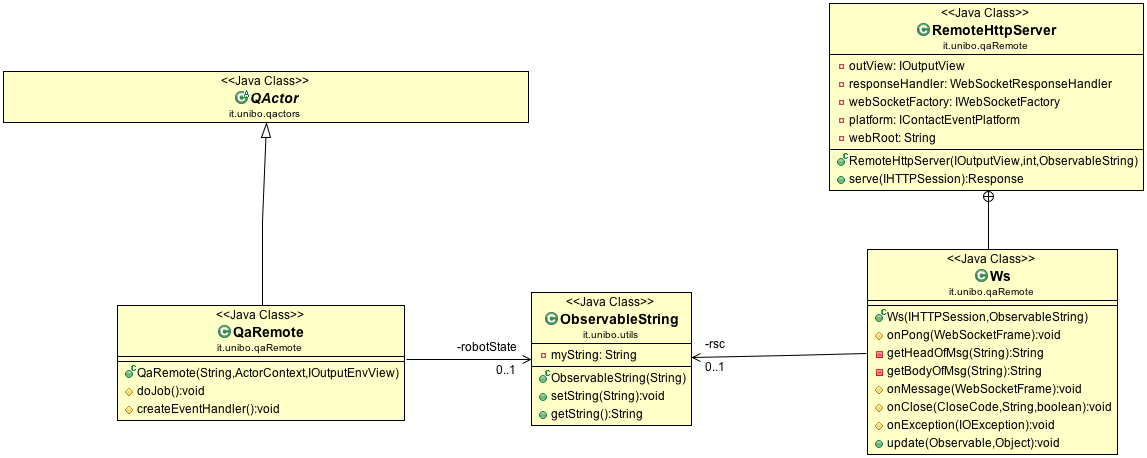 <<Java Class>>
RemoteHttpServer
it.unibo.qaRemote
outView: IOutputView
responseHandler: WebSocketResponseHandler
webSocketFactory: IWebSocketFactory
platform: IContactEventPlatform
webRoot: String
RemoteHttpServer(IOutputView,int,ObservableString)
serve(IHTTPSession):Response
<<Java Class>>
QActor
it.unibo.qactors
<<Java Class>>
QaRemote
it.unibo.qaRemote
QaRemote(String,ActorContext,IOutputEnvView)
doJob():void
createEventHandler():void
-robotState
0..1
<<Java Class>>
ObservableString
it.unibo.utils
myString: String
ObservableString(String)
setString(String):void
getString():String
-rsc
0..1
<<Java Class>>
Ws
it.unibo.qaRemote
Ws(IHTTPSession,ObservableString)
onPong(WebSocketFrame):void
getHeadOfMsg(String):String
getBodyOfMsg(String):String
onMessage(WebSocketFrame):void
onClose(CloseCode,String,boolean):void
onException(IOException):void
update(Observable,Object):void